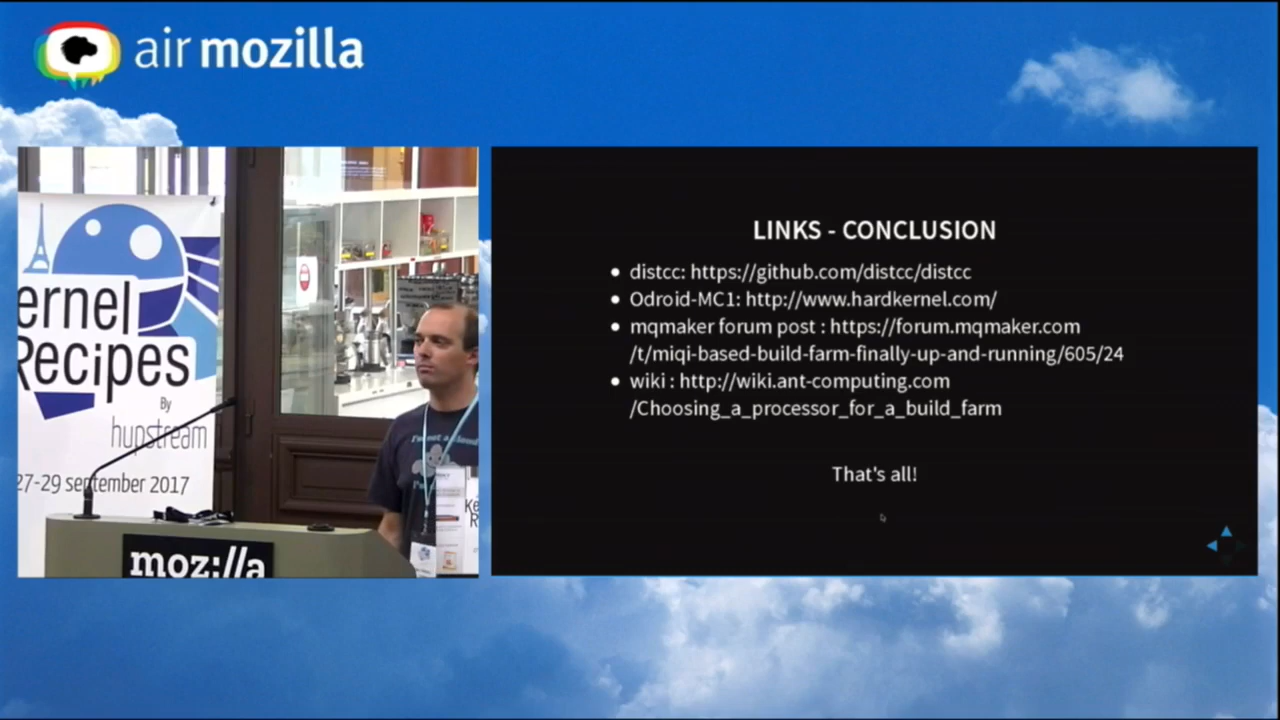 air mozilla
ernel
Recipes
By
hupstream
27-29 september 2017
moz://a
I'm not a cloud
LINKS - CONCLUSION
distcc: https://github.com/distcc/distcc
Odroid-MC1: http://www.hardkernel.com/
mqmaker forum post : https://forum.mqmaker.com
/t/miqi-based-build-farm-finally-up-and-running/605/24
wiki : http://wiki.ant-computing.com
/Choosing_a_processor_for_a_build_farm
That's all!